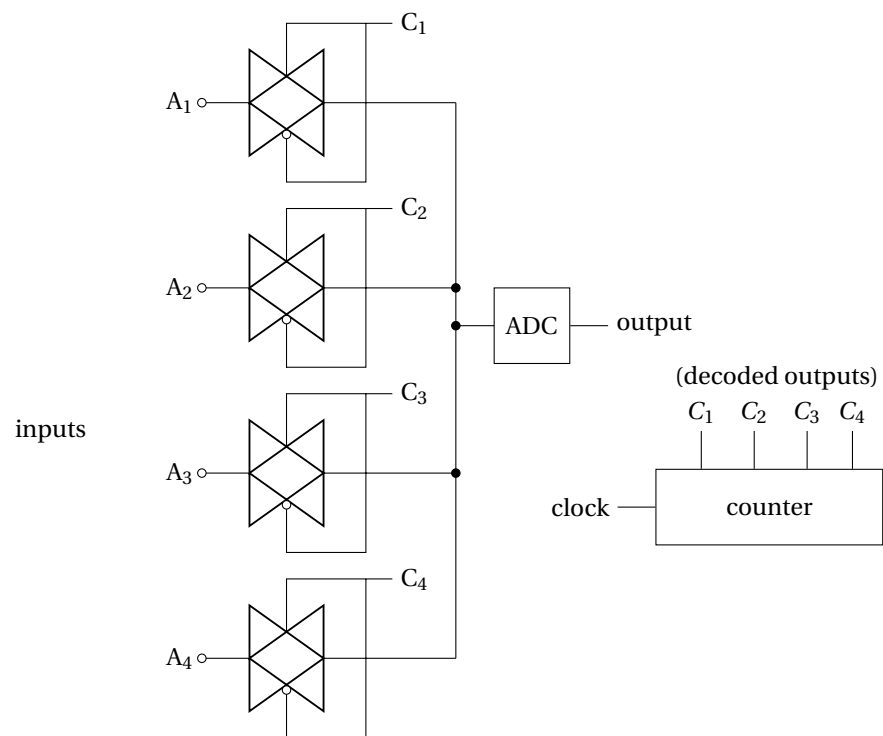 C1
A1
C2
A2
ADC output
(decoded outputs)
C3
C1 C2 C3 C4
inputs
A3
clock counter
C4
A4